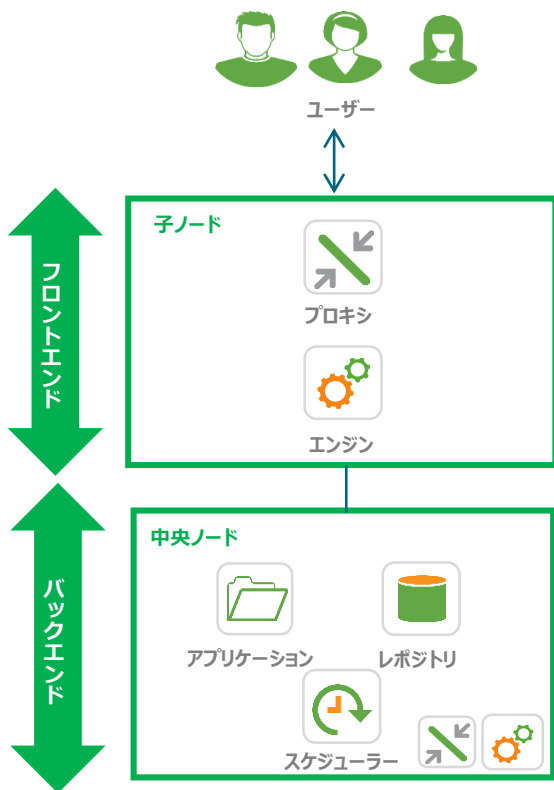 ユーザー
子ノード
フロントエンド
プロキシ
エンジン
中央ノード
バックエンド
アプリケーション
レポジトリ
スケジューラー